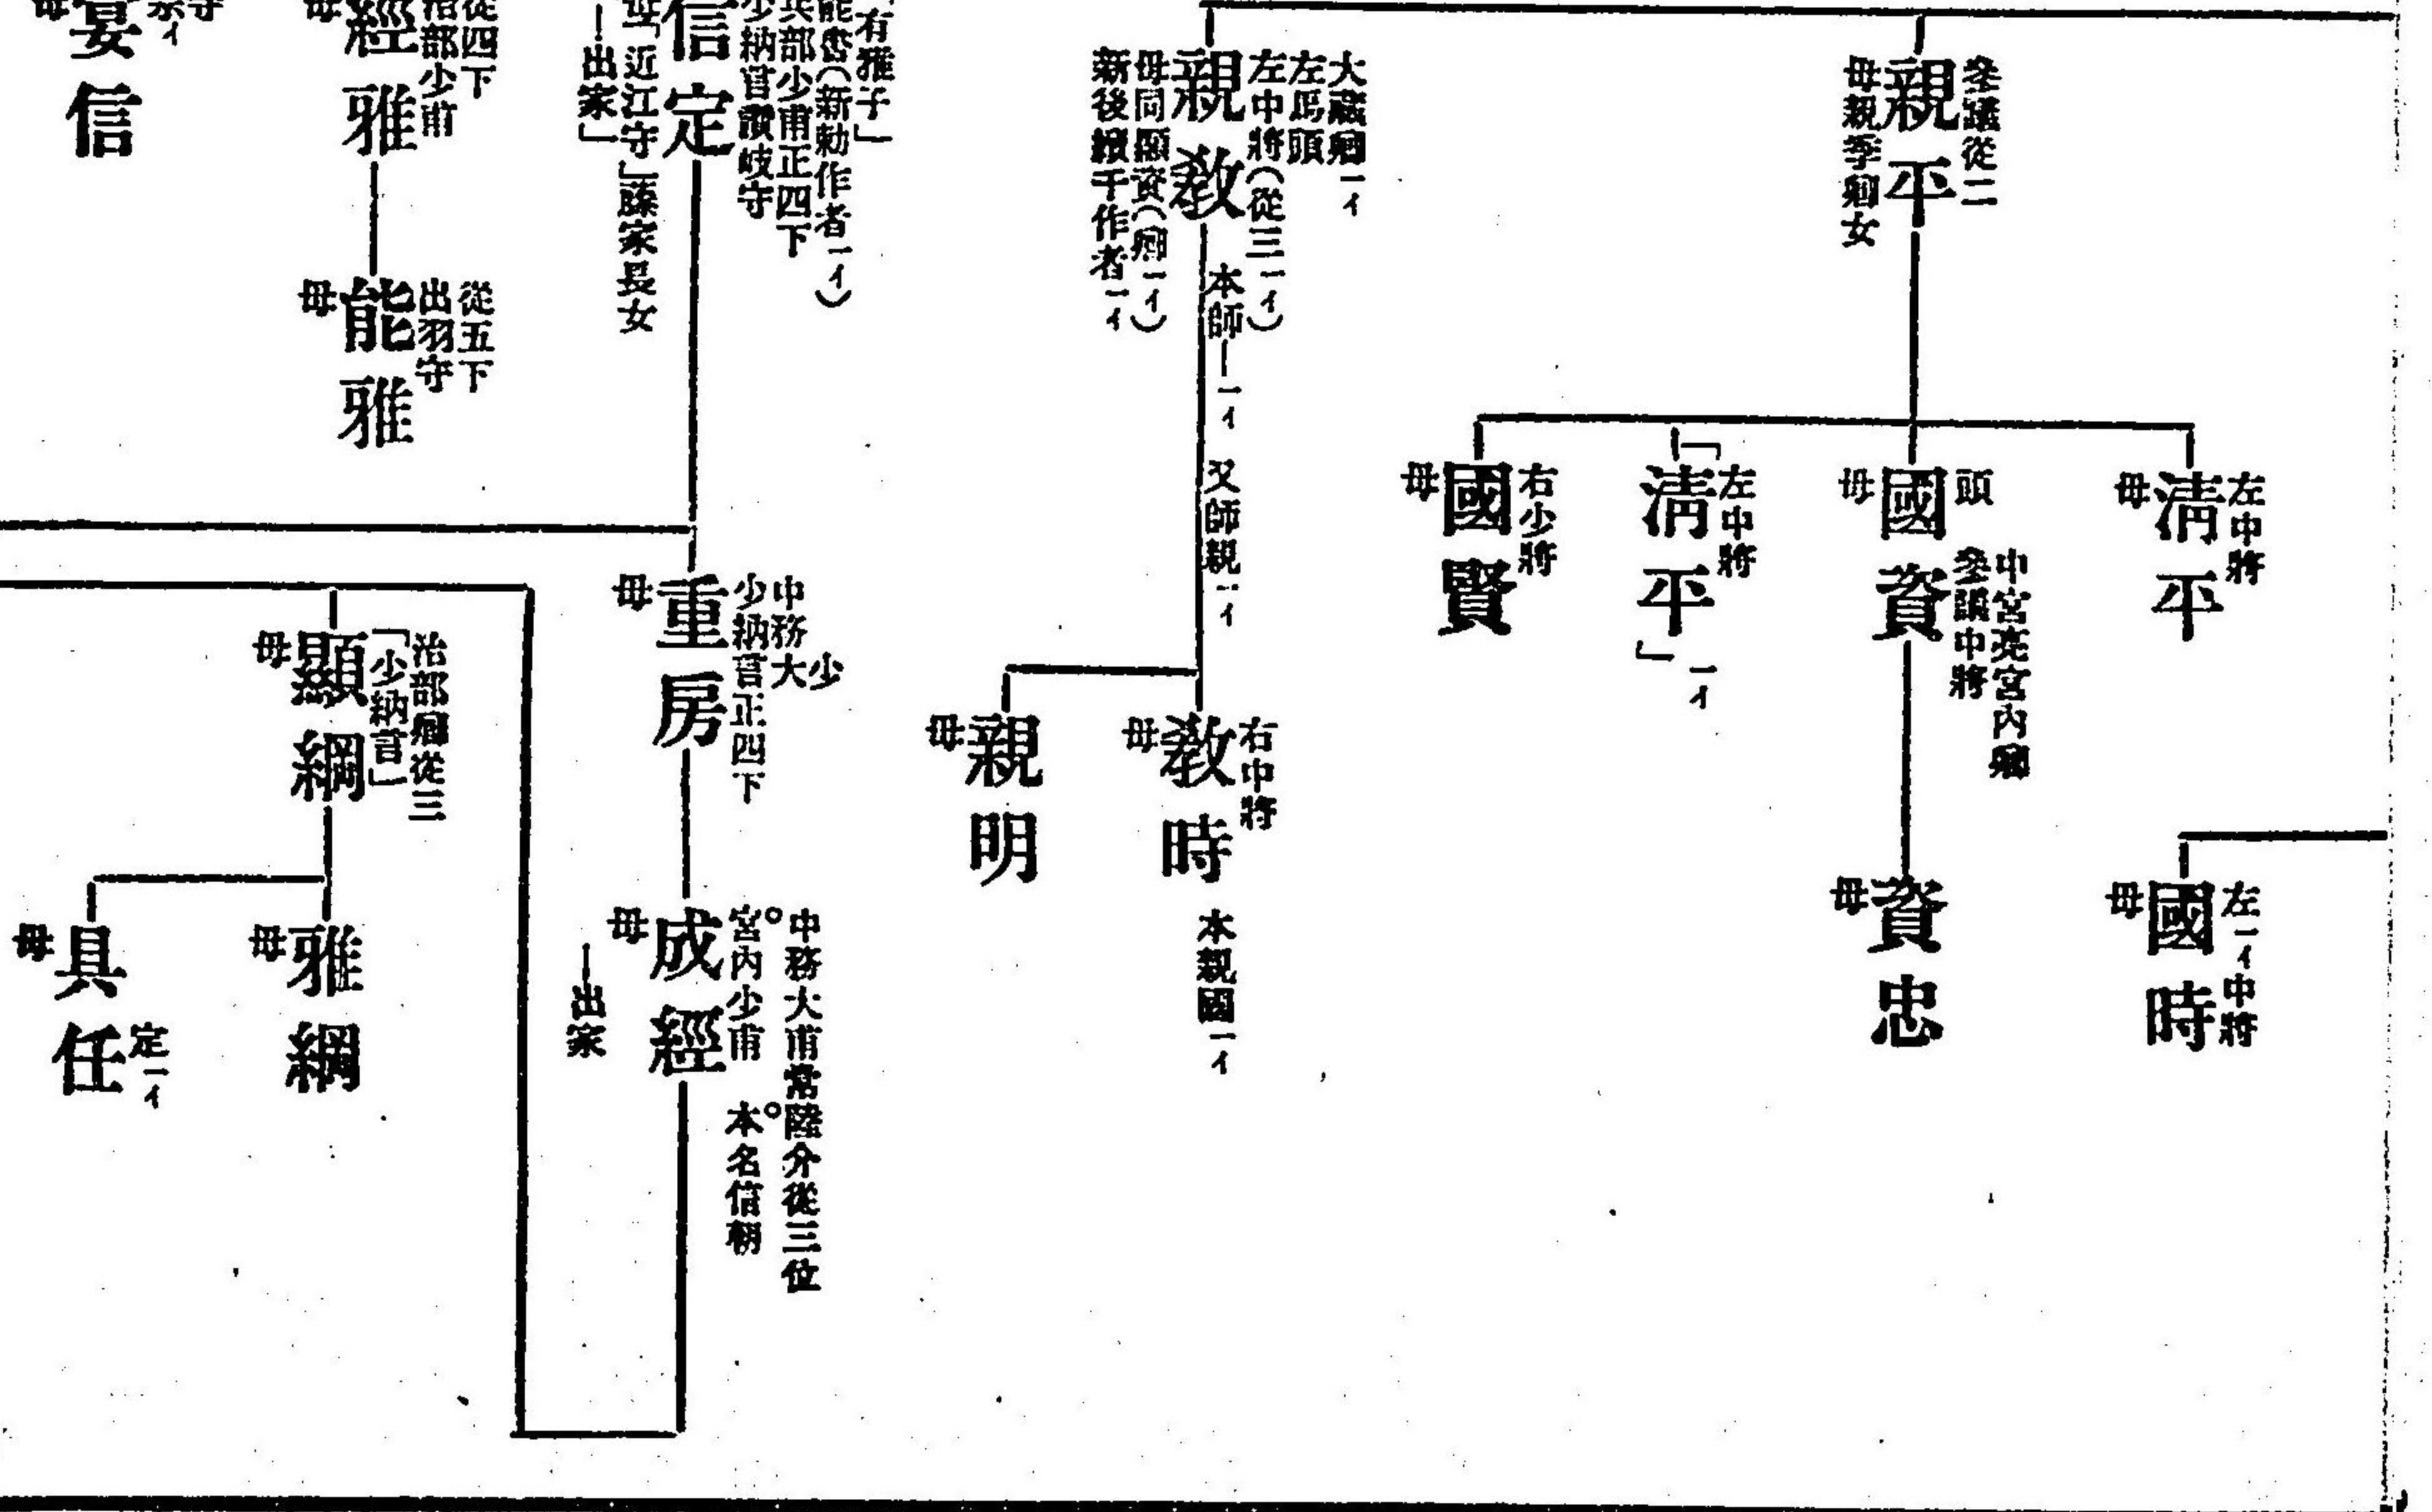 參議從二
親平
母親季卿女
左中將
清平
母
頭
中宮亮宮内卿
參議中將
國資
母
左中將
「清平」一イ
右少將
國賢
母
左一イ中將
國時
母
資忠
母
大藏卿一イ
左馬頭
左中將(從三一イ)
親教
母同顯資(卿一イ)
新後續千作者一イ
本師—一イ 父師親一イ
右中將
教時
母
本親國一イ
親明
母
「有雅子」
(新勅作者一イ)
兵部少甫正四下
少納言讚岐守
信定
母「近江守」藤家長女
—出家」
中務大少
少納言正四下
重房
母
中務大甫常陸介從三位
宮内少甫 本名信朝
成經
母
—出家
從四下
治部少甫
經雅
母
從五下
出羽守
能雅
母
宴信
治部卿從三
「少納言」
顯綱
母
雅綱
母
具任
定一イ
母